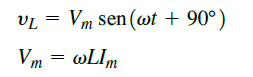 v_L = V_m sen(ωt + 90°)
V_m = ωLI_m